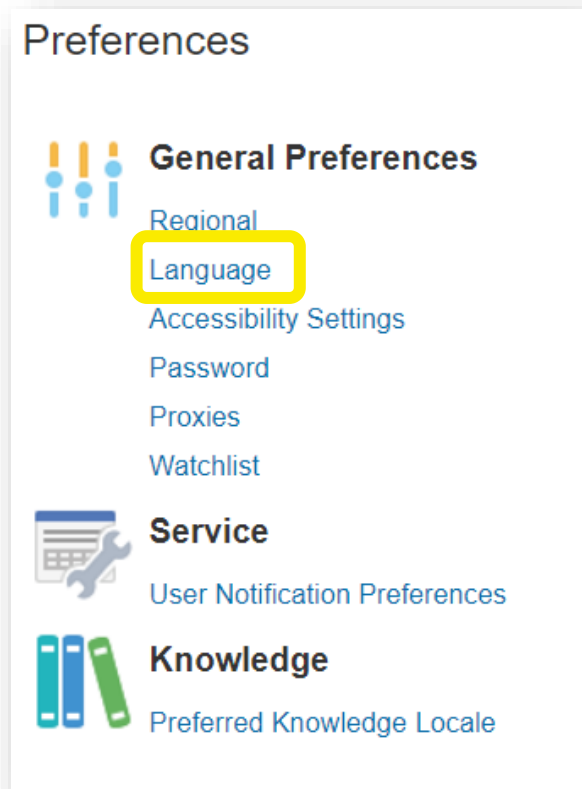 Preferences
General Preferences
Regional
Language
Accessibility Settings
Password
Proxies
Watchlist
Service
User Notification Preferences
Knowledge
Preferred Knowledge Locale